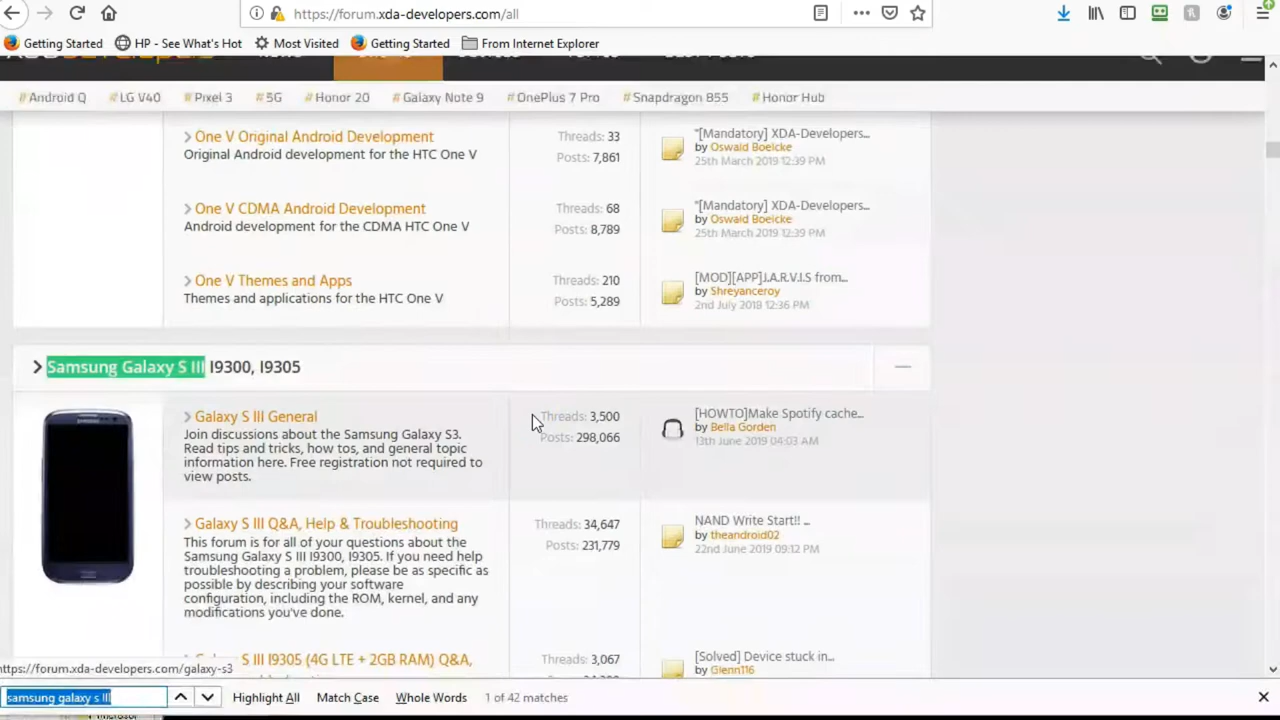 https://forum.xda-developers.com/all
Getting Started HP - See What's Hot Most Visited Getting Started From Internet Explorer
#Android Q #LG V40 #Pixel 3 #5G #Honor 20 #Galaxy Note 9 #OnePlus 7 Pro #Snapdragon 855 #Honor Hub
One V Original Android Development
Original Android development for the HTC One V
Threads: 33
Posts: 7,861
"[Mandatory] XDA-Developers...
by Oswald Boelcke
25th March 2019 12:39 PM
One V CDMA Android Development
Android development for the CDMA HTC One V
Threads: 68
Posts: 8,789
"[Mandatory] XDA-Developers...
by Oswald Boelcke
25th March 2019 12:39 PM
One V Themes and Apps
Themes and applications for the HTC One V
Threads: 210
Posts: 5,289
[MOD][APP]J.A.R.V.I.S from...
by Shreyanceroy
2nd July 2018 12:36 PM
Samsung Galaxy S III I9300, I9305
Galaxy S III General
Join discussions about the Samsung Galaxy S3.
Read tips and tricks, how tos, and general topic
information here. Free registration not required to
view posts.
Threads: 3,500
Posts: 298,066
[HOWTO]Make Spotify cache...
by Bella Gorden
13th June 2019 04:03 AM
Galaxy S III Q&A, Help & Troubleshooting
This forum is for all of your questions about the
Samsung Galaxy S III I9300, I9305. If you need help
troubleshooting a problem, please be as specific as
possible by describing your software
configuration, including the ROM, kernel, and any
modifications you've done.
Threads: 34,647
Posts: 231,779
NAND Write Start!! ...
by theandroid02
22nd June 2019 09:12 PM
S III I9305 (4G LTE + 2GB RAM) Q&A,
Threads: 3,067
[Solved] Device stuck in...
by Glenn116
https://forum.xda-developers.com/galaxy-s3
samsung galaxy s III Highlight All Match Case Whole Words 1 of 42 matches